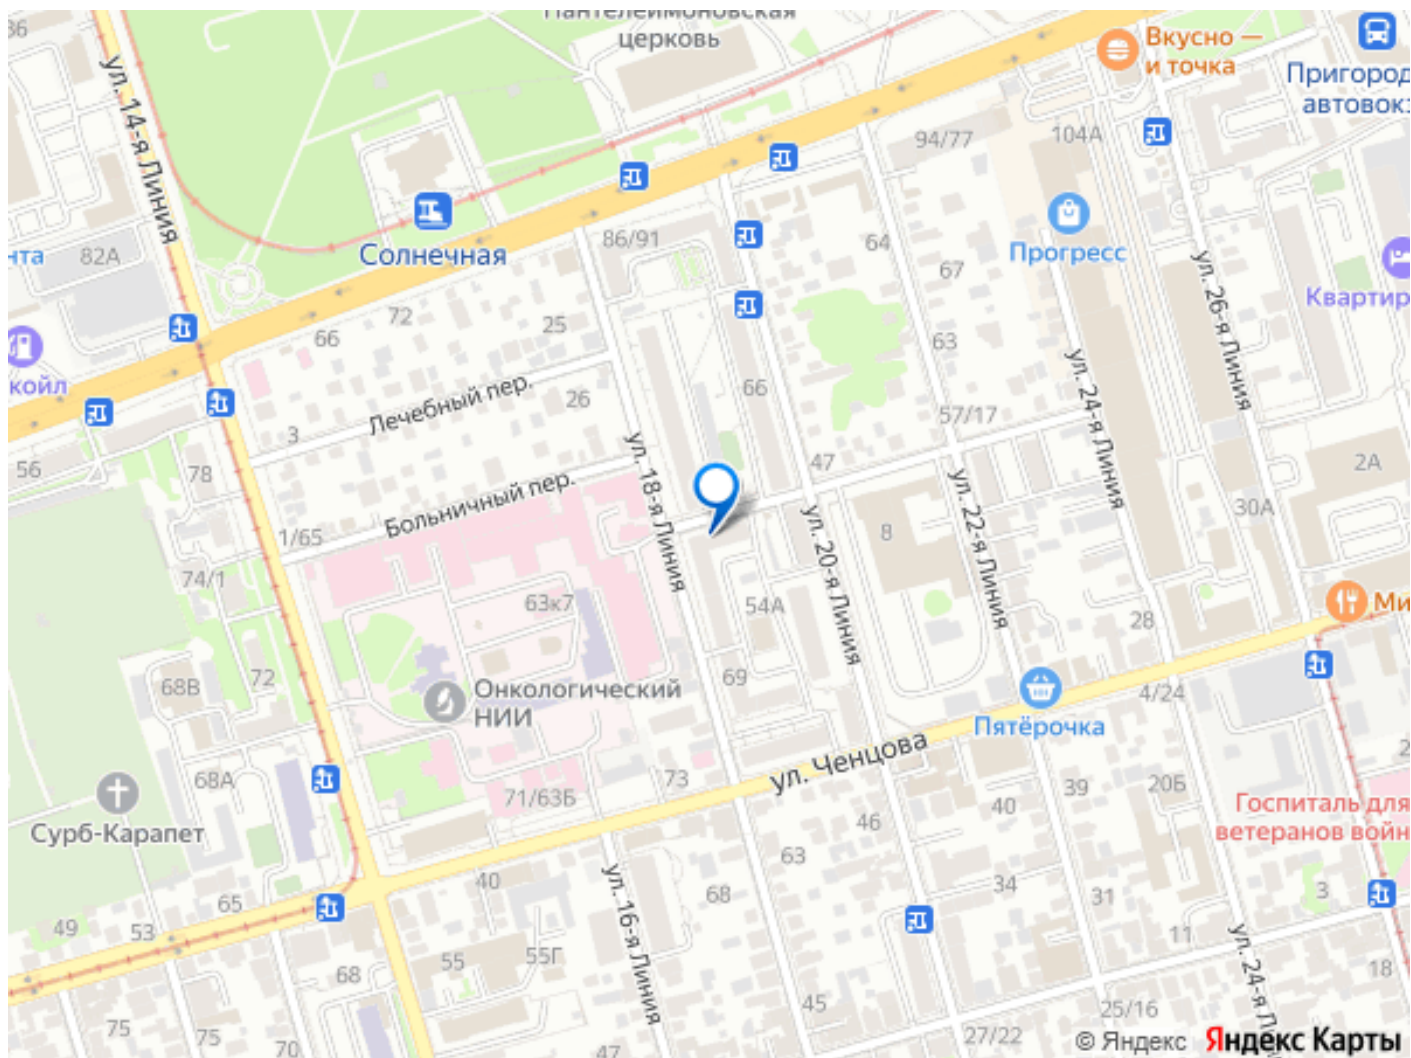 Пантелеймоновская
церковь
Вкусно —
и точка
Пригород
автовокз
86
ул. 14-я Линия
94/77
104А
82А
нта
Солнечная
86/91
64
67
Прогресс
ул. 26-я Линия
Квартир
72
66
25
63
койл
Лечебный пер.
26
66
57/17
ул. 24-я Линия
3
56
78
47
2А
ул. 18-я Линия
Больничный пер.
ул. 22-я Линия
30А
1/65
8
ул. 20-я Линия
74/1
63к7
54А
28
Ми
68В
72
Онкологический
НИИ
69
4/24
Пятёрочка
ул. Ченцова
68А
73
71/63Б
39
20Б
40
2
Сурб-Карапет
46
Госпиталь для
ветеранов войн
63
40
68
34
31
3
ул. 16-я Линия
65
49
53
11
ул. 24-я Ли
55Г
55
68
18
45
25/16
75
75
70
47
27/22
© Яндекс Яндекс Карты